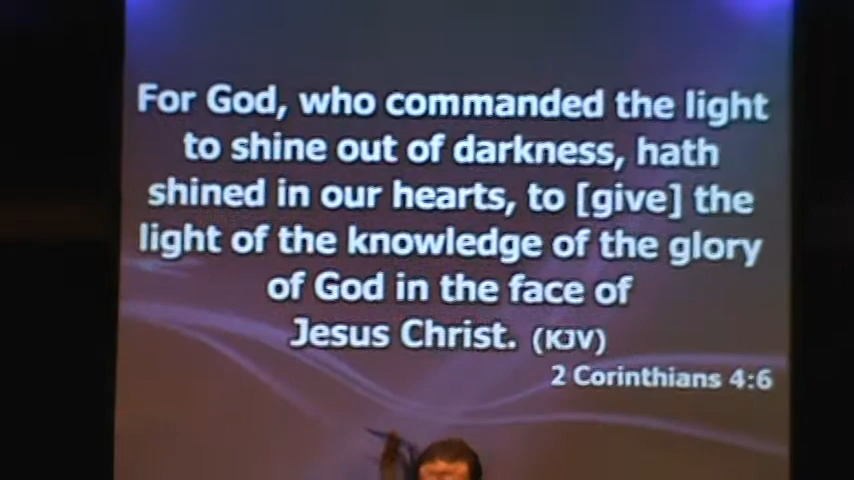 For God, who commanded the light
to shine out of darkness, hath
shined in our hearts, to [give] the
light of the knowledge of the glory
of God in the face of
Jesus Christ. (KJV)
2 Corinthians 4:6